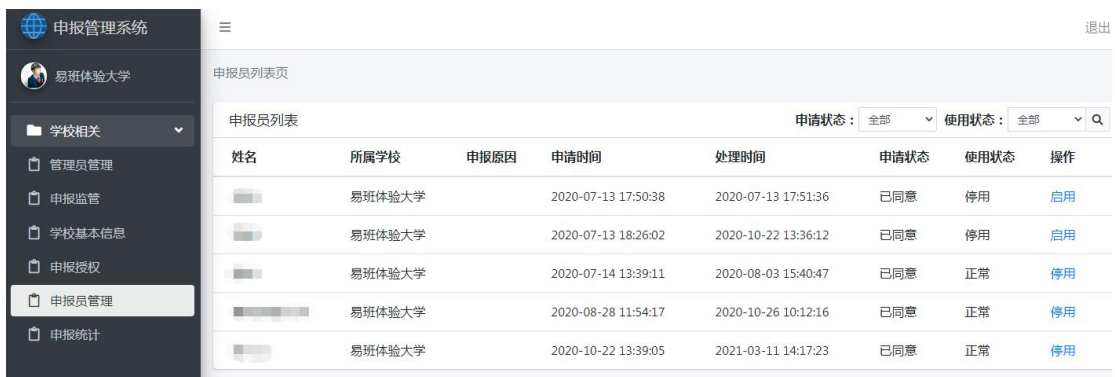 申报管理系统
退出
易班体验大学
申报员列表页
学校相关
管理员管理
申报监管
学校基本信息
申报授权
申报员管理
申报统计
申报员列表 申请状态： 全部 使用状态： 全部
姓名 所属学校 申报原因 申请时间 处理时间 申请状态 使用状态 操作
易班体验大学 2020-07-13 17:50:38 2020-07-13 17:51:36 已同意 停用 启用
易班体验大学 2020-07-13 18:26:02 2020-10-22 13:36:12 已同意 停用 启用
易班体验大学 2020-07-14 13:39:11 2020-08-03 15:40:47 已同意 正常 停用
易班体验大学 2020-08-28 11:54:17 2020-10-26 10:12:16 已同意 正常 停用
易班体验大学 2020-10-22 13:39:05 2021-03-11 14:17:23 已同意 正常 停用